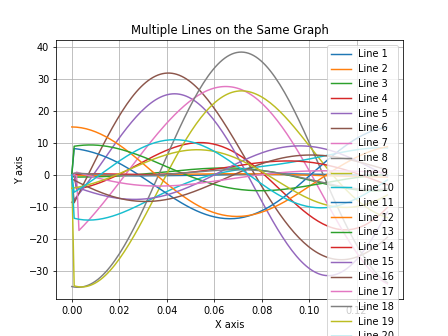 Multiple Lines on the Same Graph
Y axis
40
30
20
10
0
−10
−20
−30
0.00
0.02
0.04
0.06
0.08
0.10
X axis
Line 1
Line 2
Line 3
Line 4
Line 5
Line 6
Line 7
Line 8
Line 9
Line 10
Line 11
Line 12
Line 13
Line 14
Line 15
Line 16
Line 17
Line 18
Line 19
Line 20